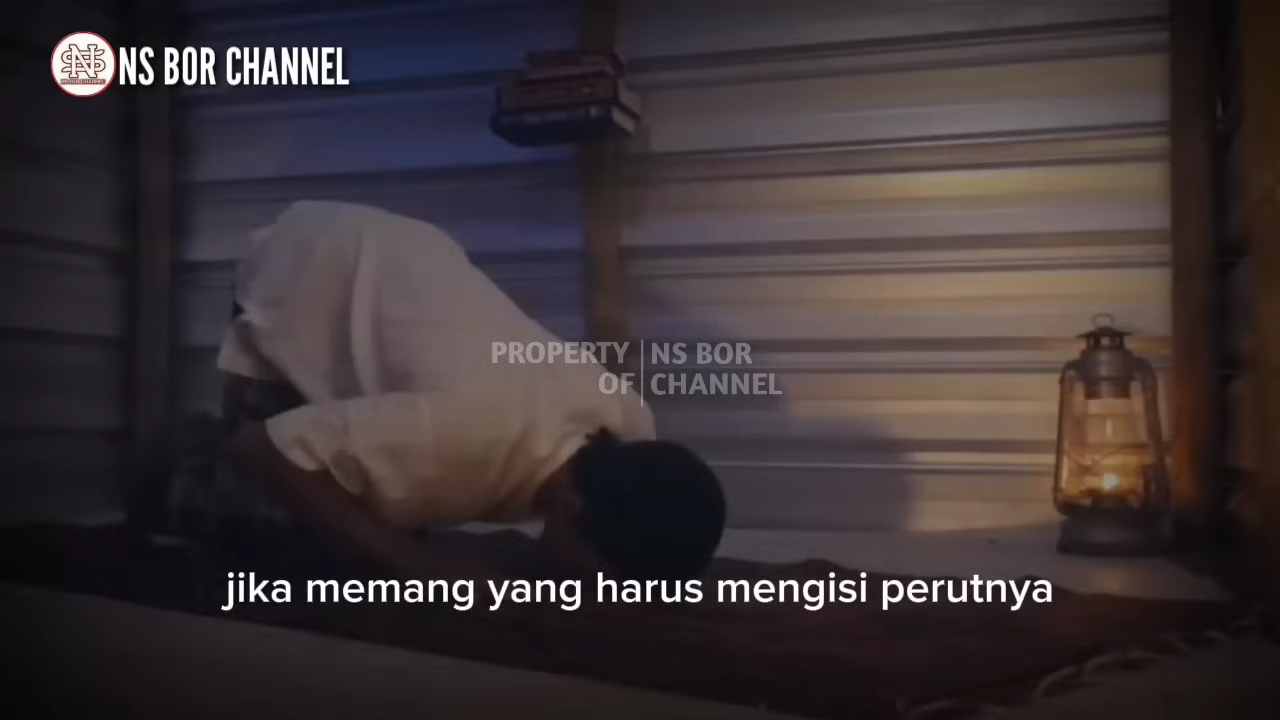 NS BOR CHANNEL
PROPERTY OF
NS BOR CHANNEL
jika memang yang harus mengisi perutnya